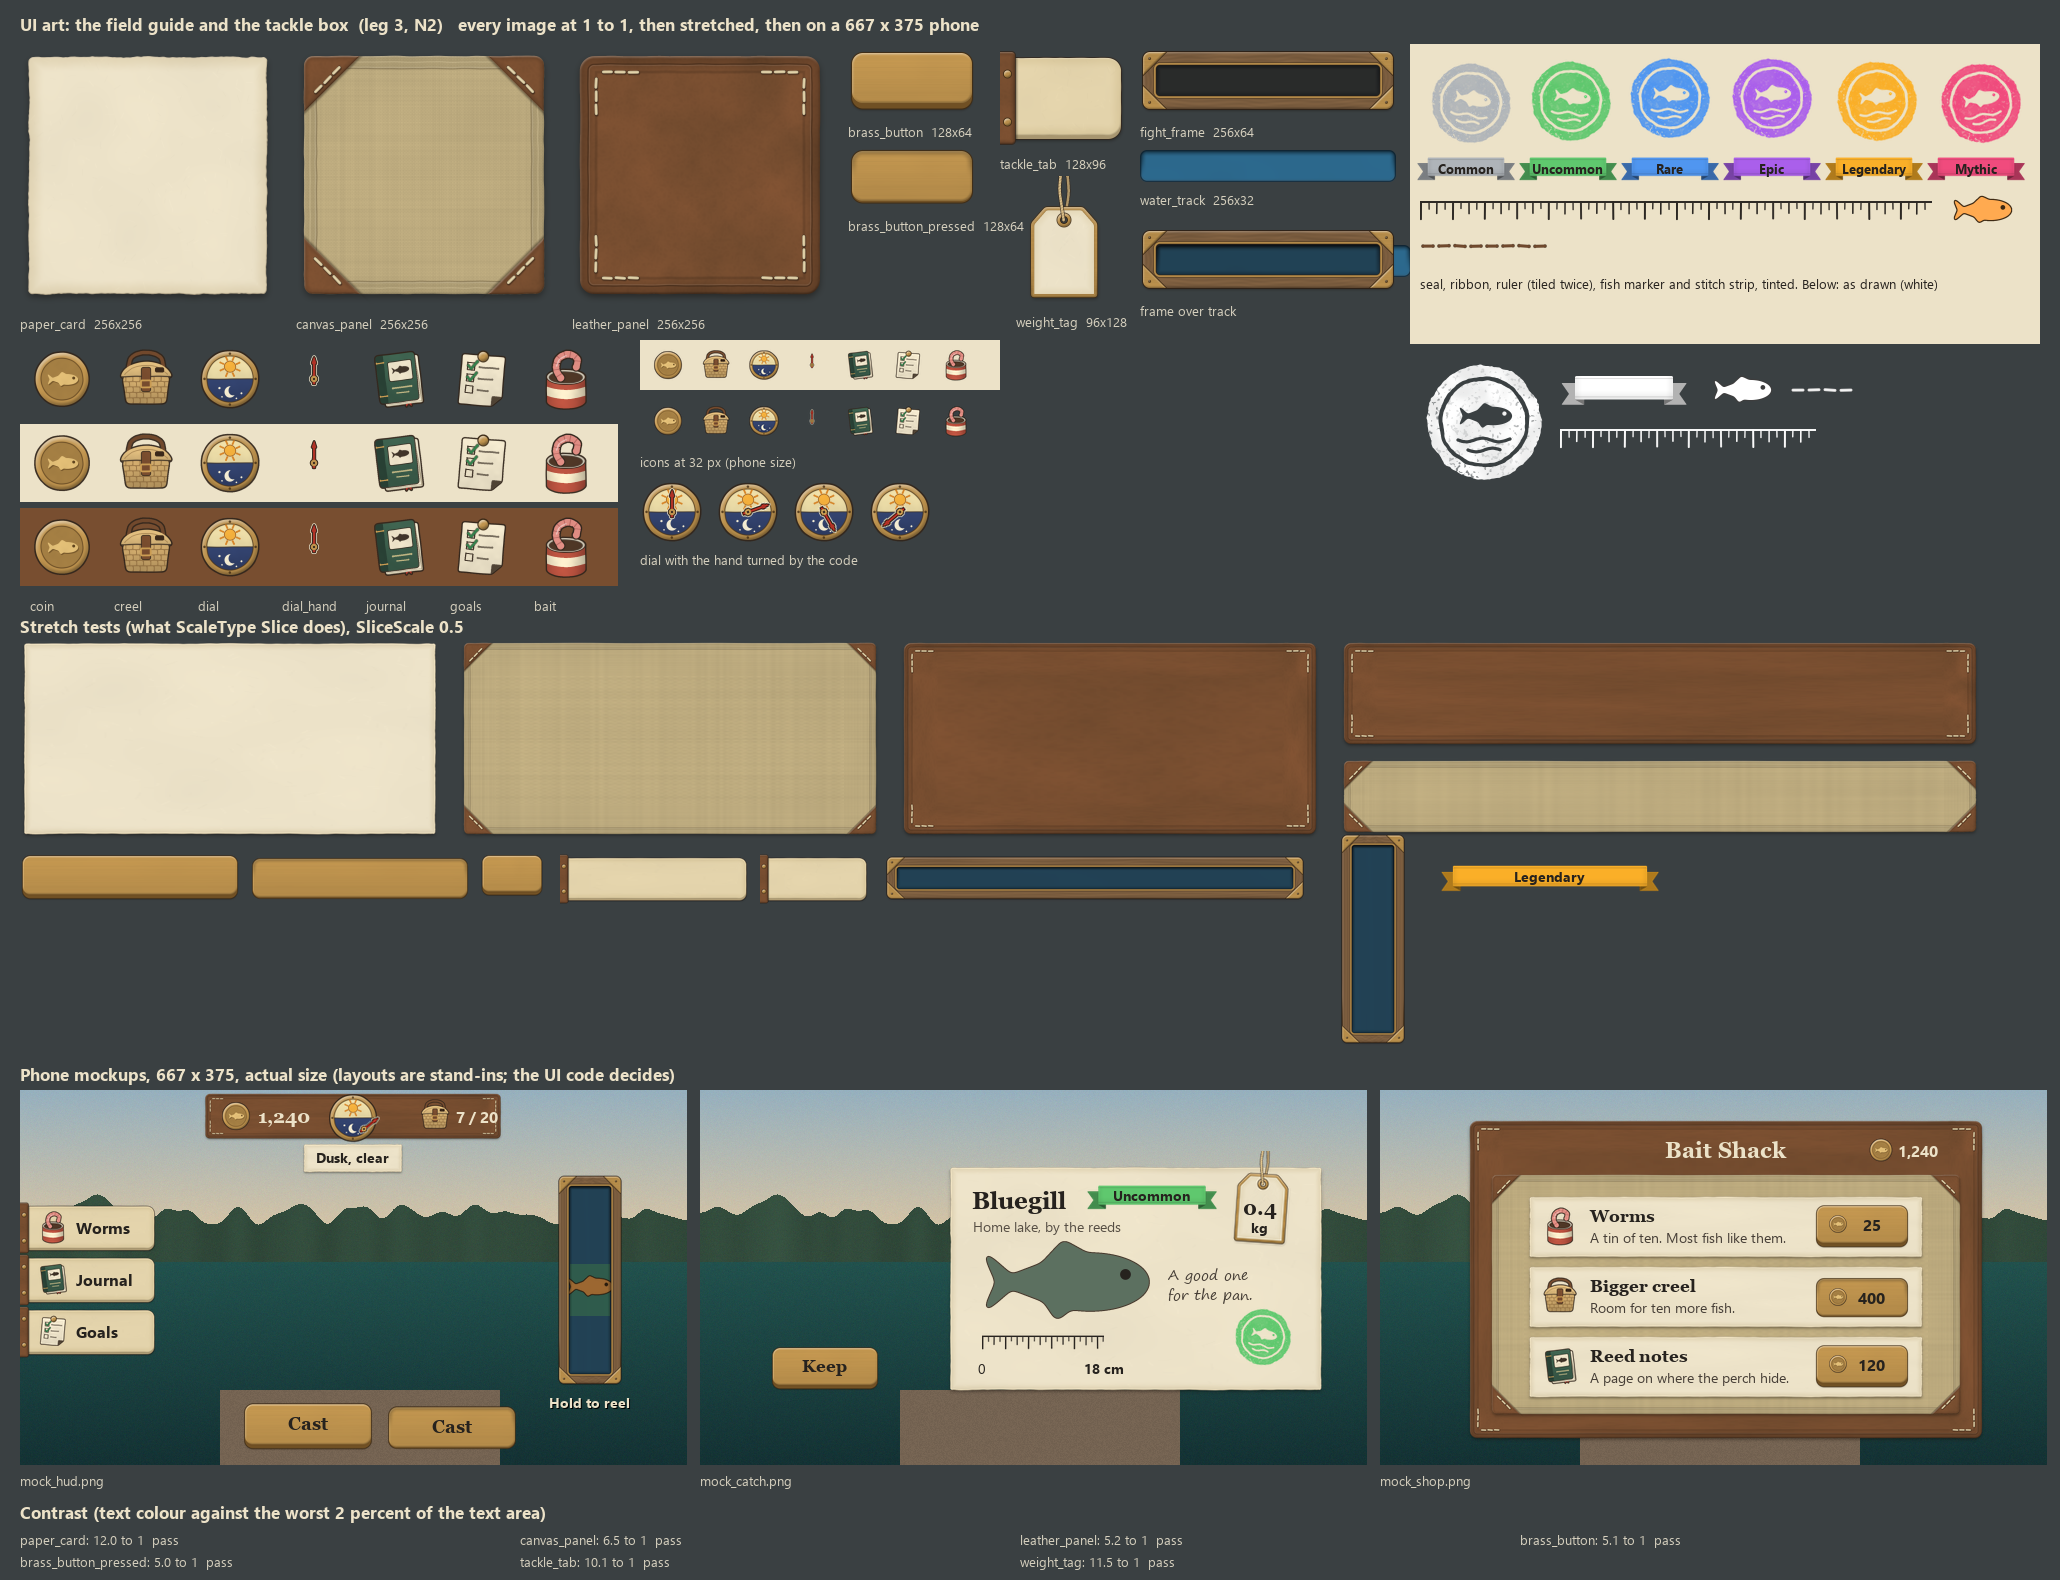 UI art: the field guide and the tackle box (leg 3, N2) every image at 1 to 1, then stretched, then on a 667 x 375 phone
paper_card 256x256
canvas_panel 256x256
leather_panel 256x256
brass_button 128x64
brass_button_pressed 128x64
tackle_tab 128x96
weight_tag 96x128
fight_frame 256x64
water_track 256x32
frame over track
Common
Uncommon
Rare
Epic
Legendary
Mythic
seal, ribbon, ruler (tiled twice), fish marker and stitch strip, tinted. Below: as drawn (white)
icons at 32 px (phone size)
dial with the hand turned by the code
coin
creel
dial
dial_hand
journal
goals
bait
Stretch tests (what ScaleType Slice does), SliceScale 0.5
Legendary
Phone mockups, 667 x 375, actual size (layouts are stand-ins; the UI code decides)
1,240
7 / 20
Dusk, clear
Worms
Journal
Goals
Hold to reel
Cast
Cast
mock_hud.png
Bluegill
Uncommon
0.4
kg
Home lake, by the reeds
A good one
for the pan.
0
18 cm
Keep
mock_catch.png
Bait Shack
1,240
Worms
A tin of ten. Most fish like them.
25
Bigger creel
Room for ten more fish.
400
Reed notes
A page on where the perch hide.
120
mock_shop.png
Contrast (text colour against the worst 2 percent of the text area)
paper_card: 12.0 to 1 pass
canvas_panel: 6.5 to 1 pass
leather_panel: 5.2 to 1 pass
brass_button: 5.1 to 1 pass
brass_button_pressed: 5.0 to 1 pass
tackle_tab: 10.1 to 1 pass
weight_tag: 11.5 to 1 pass